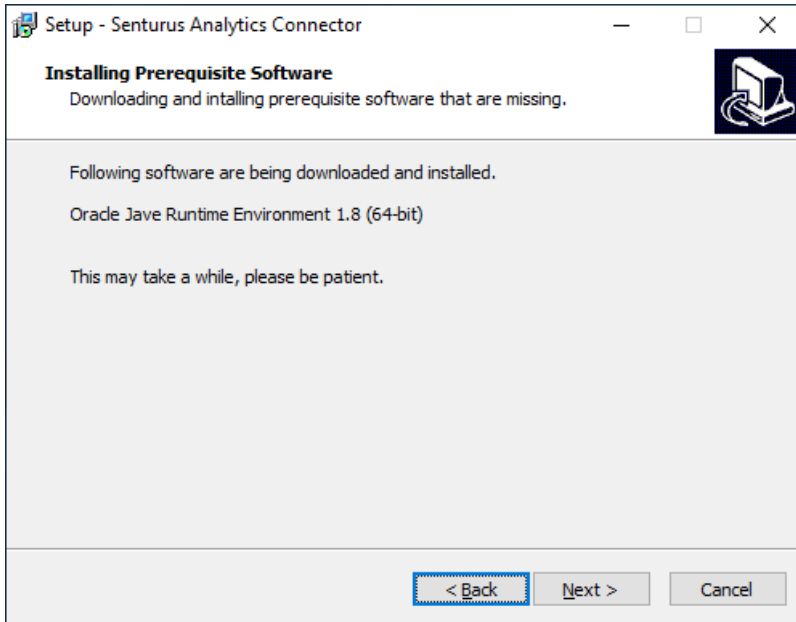 Setup - Senturus Analytics Connector
Installing Prerequisite Software
Downloading and intalling prerequisite software that are missing.
Following software are being downloaded and installed.
Oracle Jave Runtime Environment 1.8 (64-bit)
This may take a while, please be patient.
< Back Next > Cancel